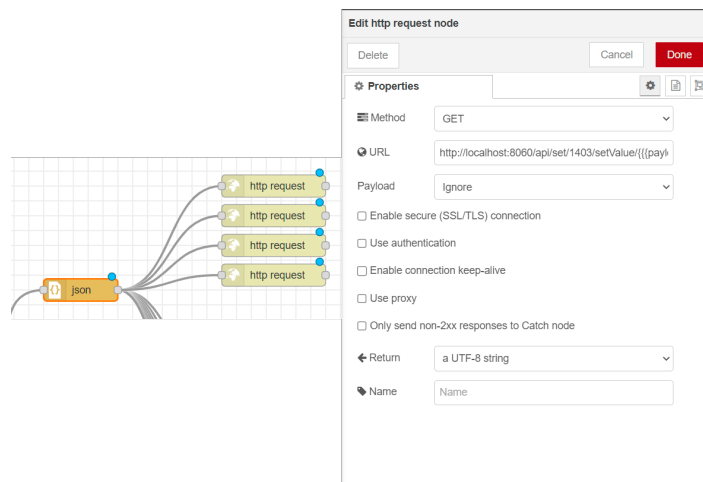 Edit http request node
Delete
Cancel
Done
Properties
Method
GET
URL
http://localhost:8060/api/set/1403/setValue/{{{payl
Payload
Ignore
Enable secure (SSL/TLS) connection
Use authentication
Enable connection keep-alive
Use proxy
Only send non-2xx responses to Catch node
Return
a UTF-8 string
Name
Name
http request
http request
http request
http request
{} json